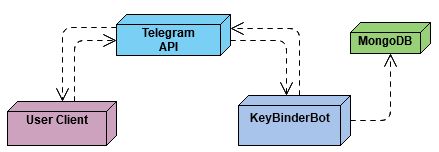 Telegram
API
MongoDB
User Client
KeyBinderBot